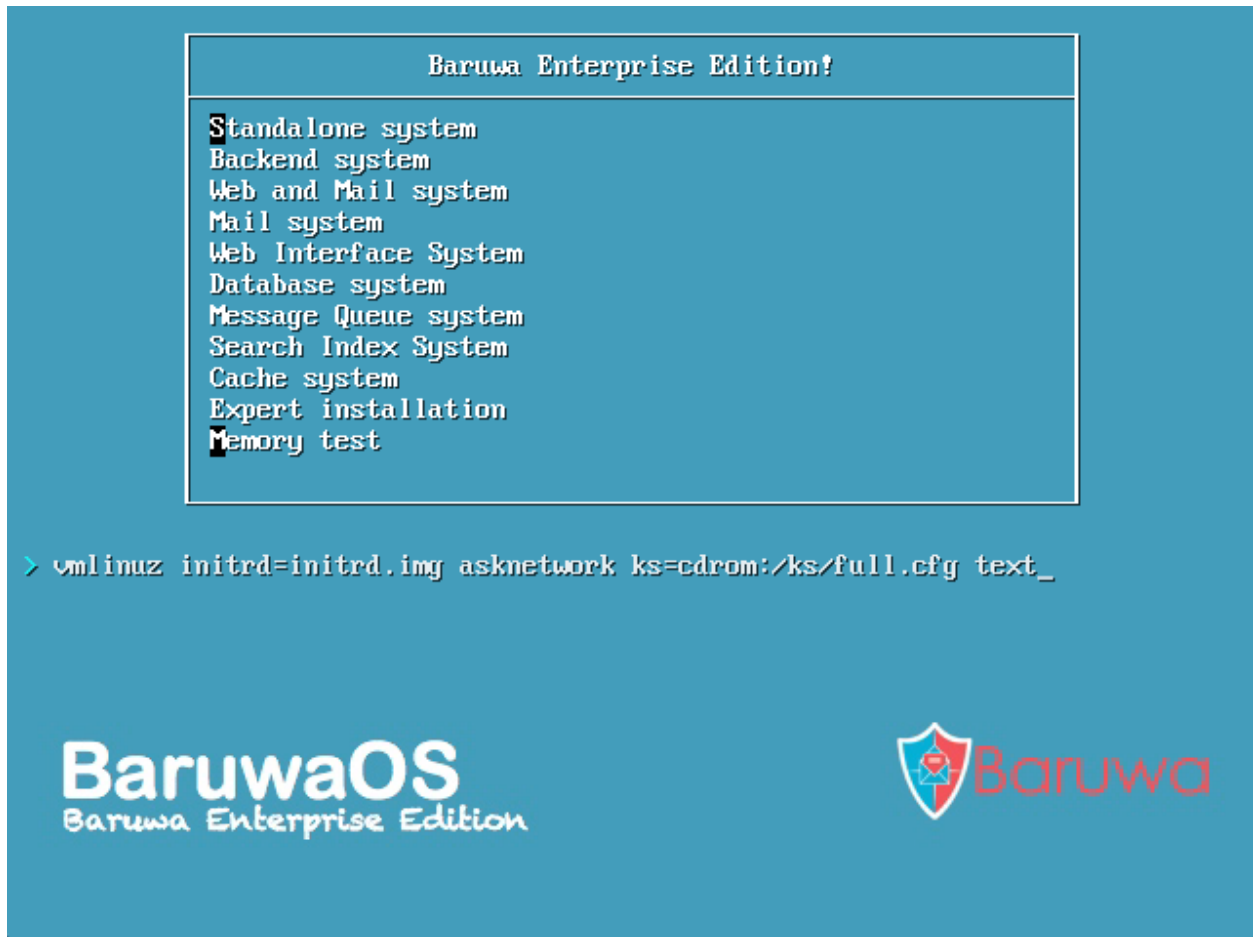 Baruwa Enterprise Edition!
Standalone system
Backend system
Web and Mail system
Mail system
Web Interface System
Database system
Message Queue system
Search Index System
Cache system
Expert installation
Memory test
> vmlinuz initrd=initrd.img asknetwork ks=cdrom:/ks/full.cfg text_
BaruwaOS
Baruwa Enterprise Edition
Baruwa